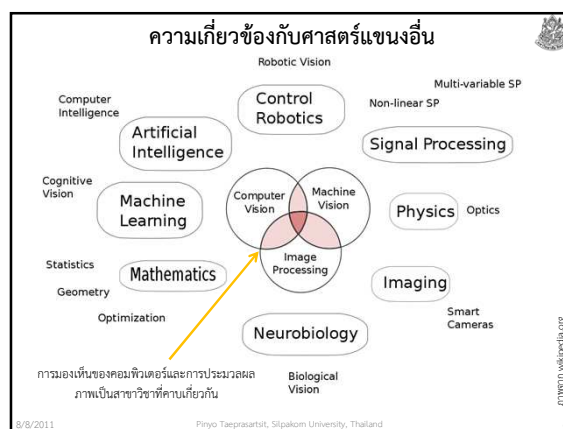 ความเกี่ยวข้องกับศาสตร์แขนงอื่น
Robotic Vision
Multi-variable SP
Computer
Intelligence
Control
Robotics
Non-linear SP
Artificial
Intelligence
Signal Processing
Cognitive
Vision
Machine
Learning
Computer
Vision
Machine
Vision
Physics
Optics
Image
Processing
Statistics
Mathematics
Imaging
Geometry
Optimization
Smart
Cameras
Neurobiology
การมองเห็นของคอมพิวเตอร์และการประมวลผล
ภาพเป็นสาขาวิชาที่คาบเกี่ยวกัน
Biological
Vision
ภาพจาก wikipedia.org
8/8/2011
Pinyo Taeprasartsit, Silpakorn University, Thailand